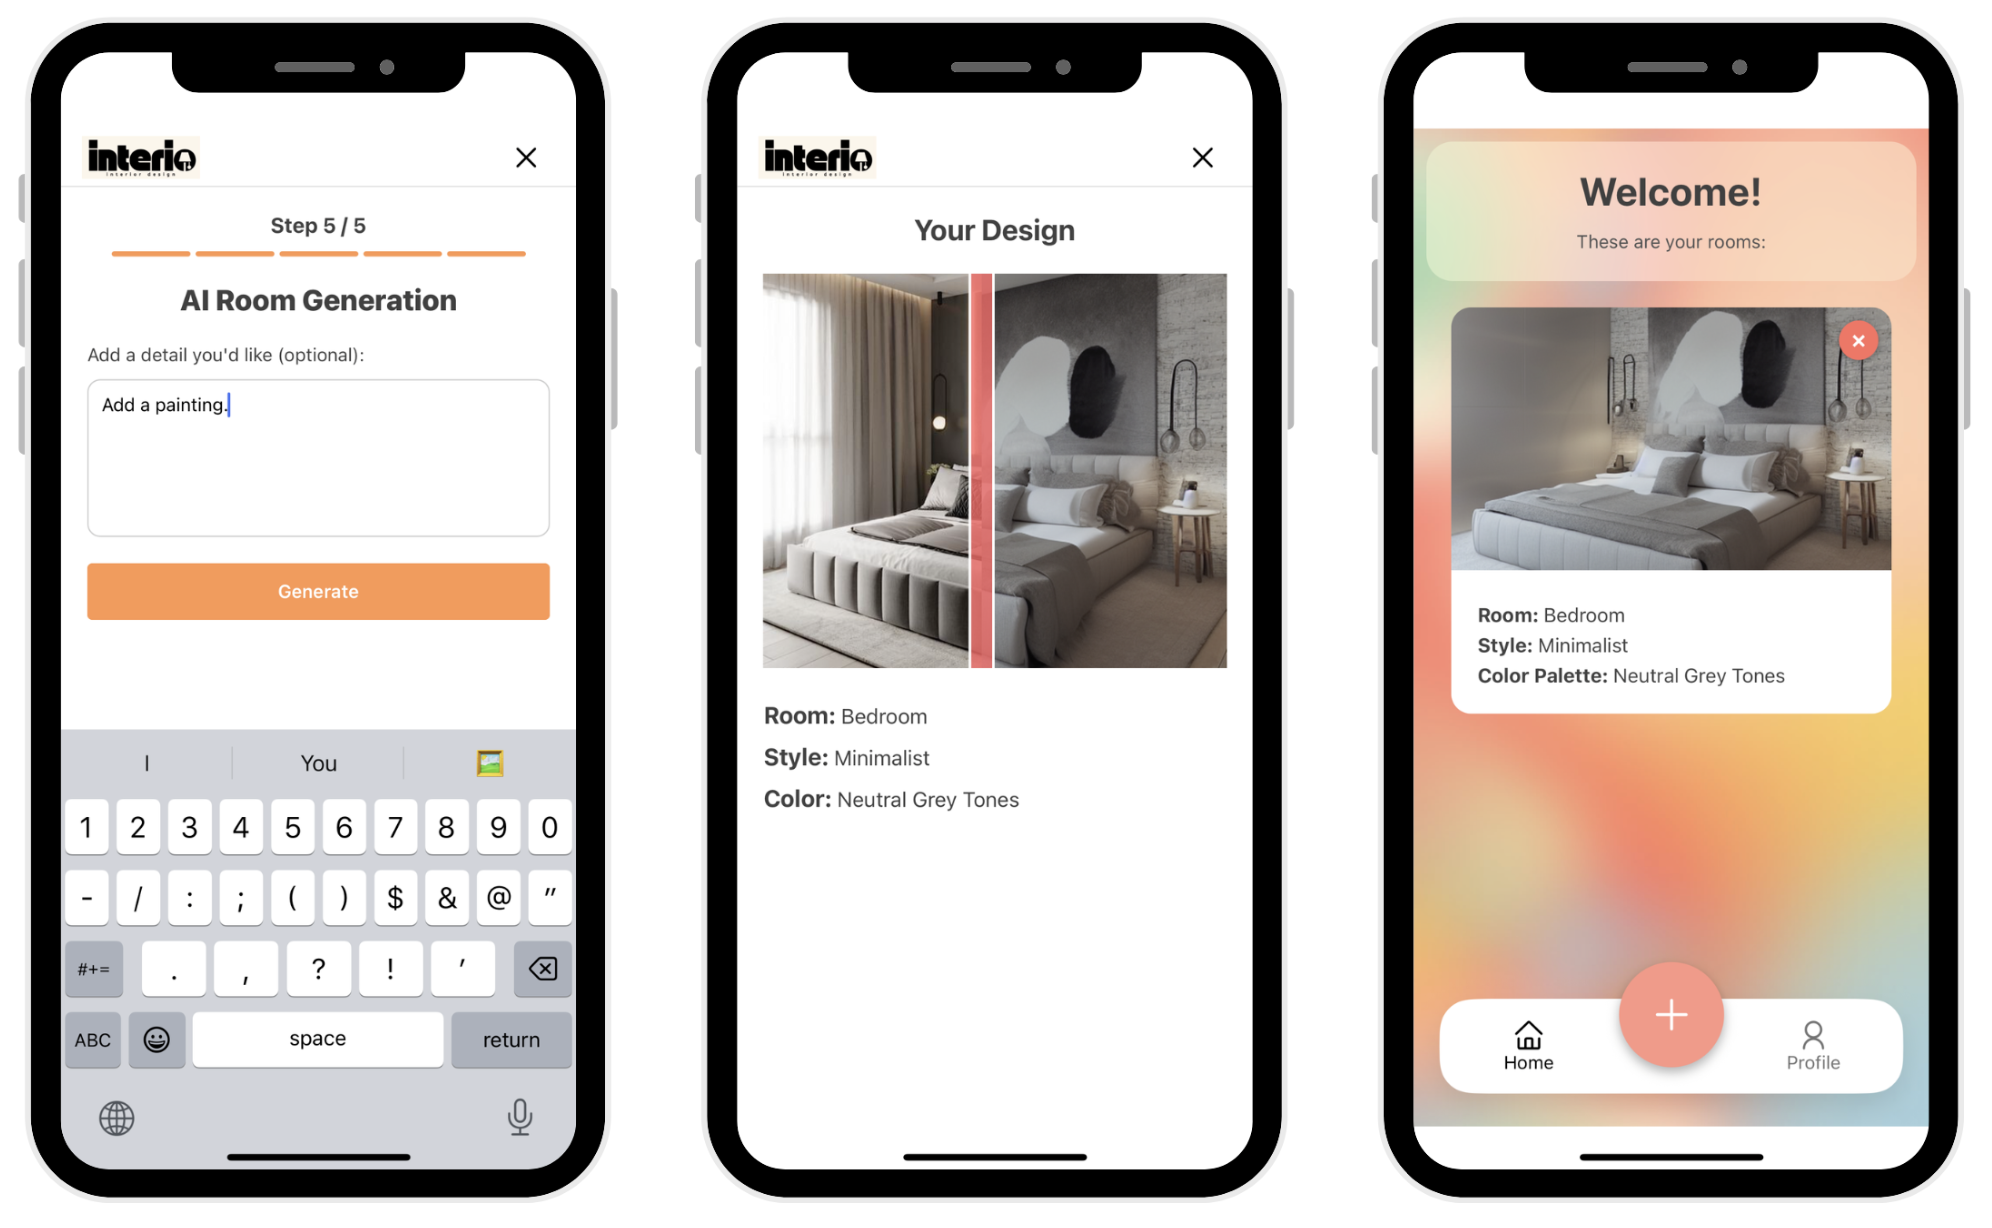 interio
interior design
Step 5 / 5
AI Room Generation
Add a detail you'd like (optional):
Add a painting.
Generate
I You
1 2 3 4 5 6 7 8 9 0
- / : ; ( ) $ & @ "
#+= . , ? ! '
ABC space return
interio
interior design
Your Design
Room: Bedroom
Style: Minimalist
Color: Neutral Grey Tones
Welcome!
These are your rooms:
Room: Bedroom
Style: Minimalist
Color Palette: Neutral Grey Tones
Home Profile